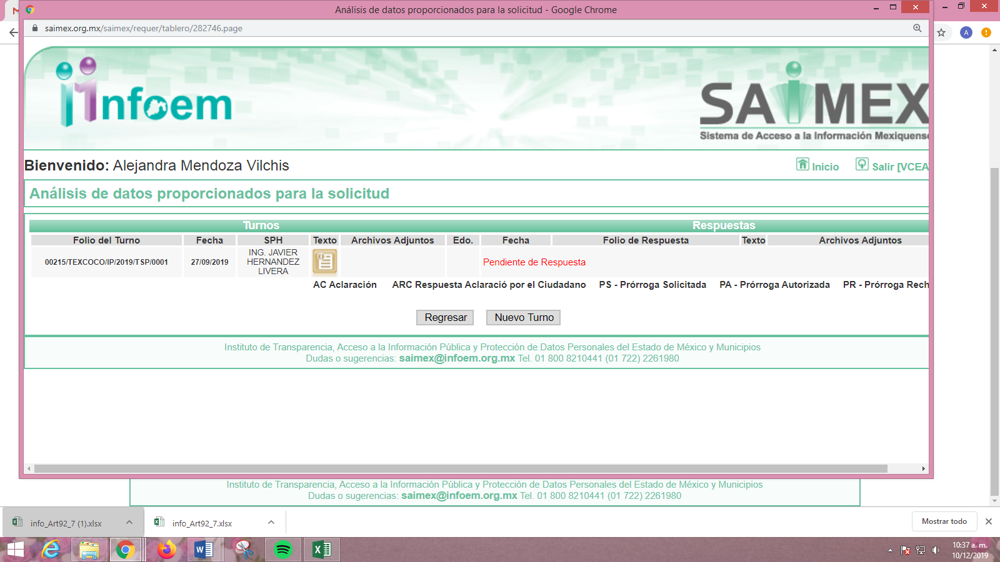 Análisis de datos proporcionados para la solicitud - Google Chrome
saimex.org.mx/saimex/requer/tablero/282746.page
A
infoem
SAIMEX
Sistema de Acceso a la Información Mexiquense
Bienvenido: Alejandra Mendoza Vilchis
Inicio
Salir [VCEA
Análisis de datos proporcionados para la solicitud
Turnos Respuestas
Folio del Turno Fecha SPH Texto Archivos Adjuntos Edo. Fecha Folio de Respuesta Texto Archivos Adjuntos
00215/TEXCOCO/IP/2019/TSP/0001 27/09/2019 ING. JAVIER HERNANDEZ LIVERA Pendiente de Respuesta
AC Aclaración ARC Respuesta Aclaració por el Ciudadano PS - Prórroga Solicitada PA - Prórroga Autorizada PR - Prórroga Rech
Regresar Nuevo Turno
Instituto de Transparencia, Acceso a la Información Pública y Protección de Datos Personales del Estado de México y Municipios
Dudas o sugerencias: saimex@infoem.org.mx Tel. 01 800 8210441 (01 722) 2261980
Instituto de Transparencia, Acceso a la Información Pública y Protección de Datos Personales del Estado de México y Municipios
Dudas o sugerencias: saimex@infoem.org.mx Tel. 01 800 8210441 (01 722) 2261980
info_Art92_7 (1).xlsx
info_Art92_7.xlsx
Mostrar todo
10:37 a. m.
10/12/2019